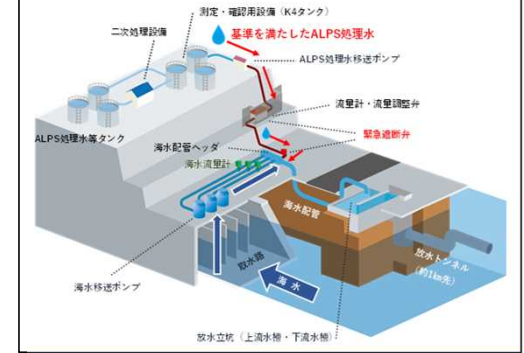 測定・確認用設備（K4タンク）
二次処理設備
基準を満たしたALPS処理水
ALPS処理水移送ポンプ
流量計・流量調整弁
ALPS処理水等タンク
海水配管ヘッダ
緊急遮断弁
海水流量計
海水配管
取水路
放水トンネル
（約1km先）
海水移送ポンプ
海水
放水立坑（上流水槽・下流水槽）